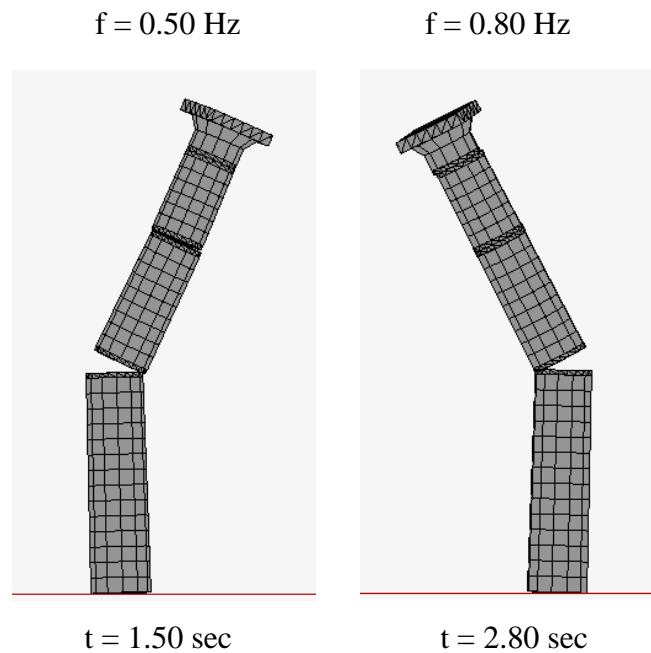 f = 0.50 Hz
f = 0.80 Hz
t = 1.50 sec
t = 2.80 sec